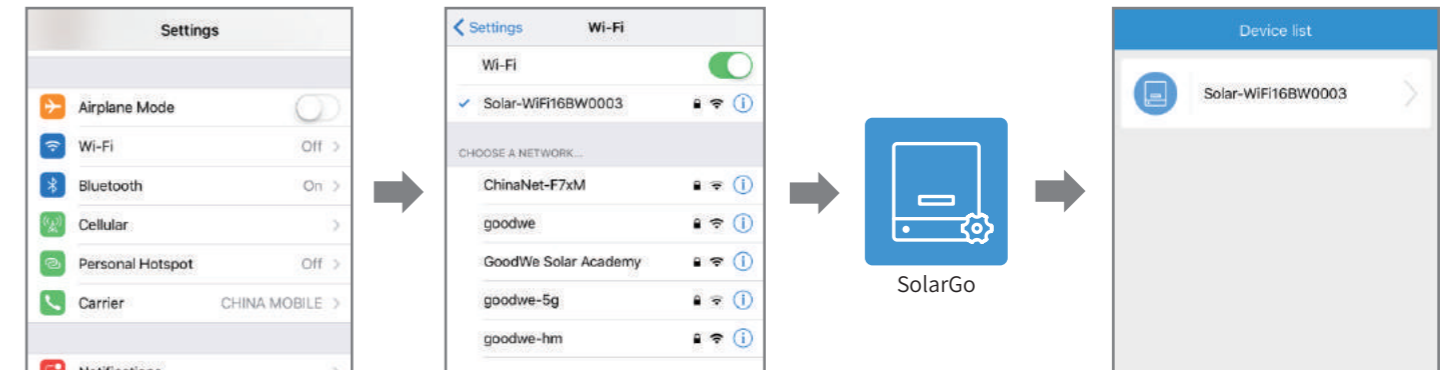 Settings
Airplane Mode
Wi-Fi Off
Bluetooth On
Cellular
Personal Hotspot Off
Carrier CHINA MOBILE
Notifications
Settings Wi-Fi
Wi-Fi
Solar-WiFi16BW0003
CHOOSE A NETWORK...
ChinaNet-F7xM
goodwe
GoodWe Solar Academy
goodwe-5g
goodwe-hm
SolarGo
Device list
Solar-WiFi16BW0003